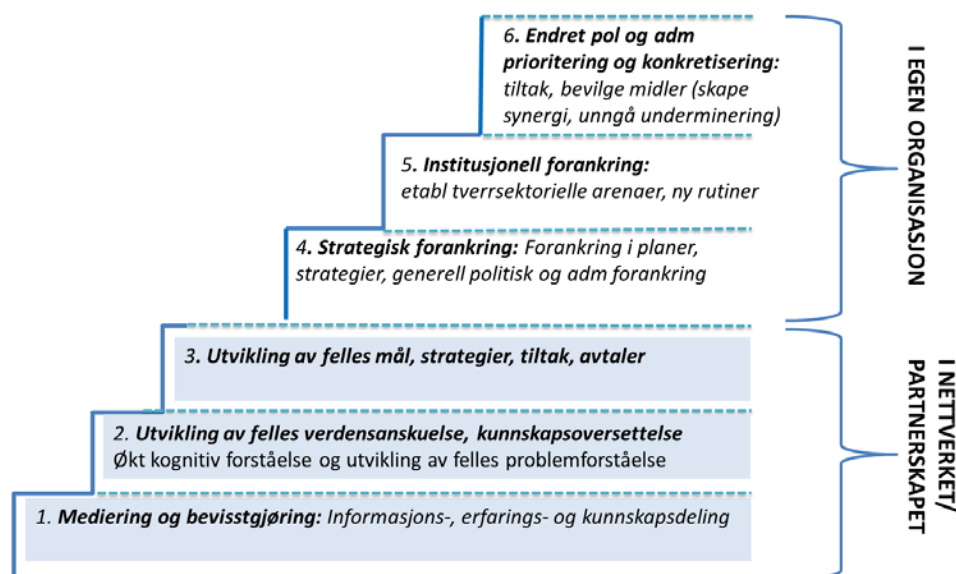 6. Endret pol og adm
prioritering og konkretisering:
tiltak, bevilge midler (skape
synergi, unngå underminering)
5. Institusjonell forankring:
etabl tverrsektorielle arenaer, ny rutiner
4. Strategisk forankring: Forankring i planer,
strategier, generell politisk og adm forankring
I EGEN ORGANISASJON
3. Utvikling av felles mål, strategier, tiltak, avtaler
2. Utvikling av felles verdensanskuelse, kunnskapsoversettelse
Økt kognitiv forståelse og utvikling av felles problemforståelse
1. Mediering og bevisstgjøring: Informasjons-, erfarings- og kunnskapsdeling
I NETTVERKET/
PARTNERSKAPET